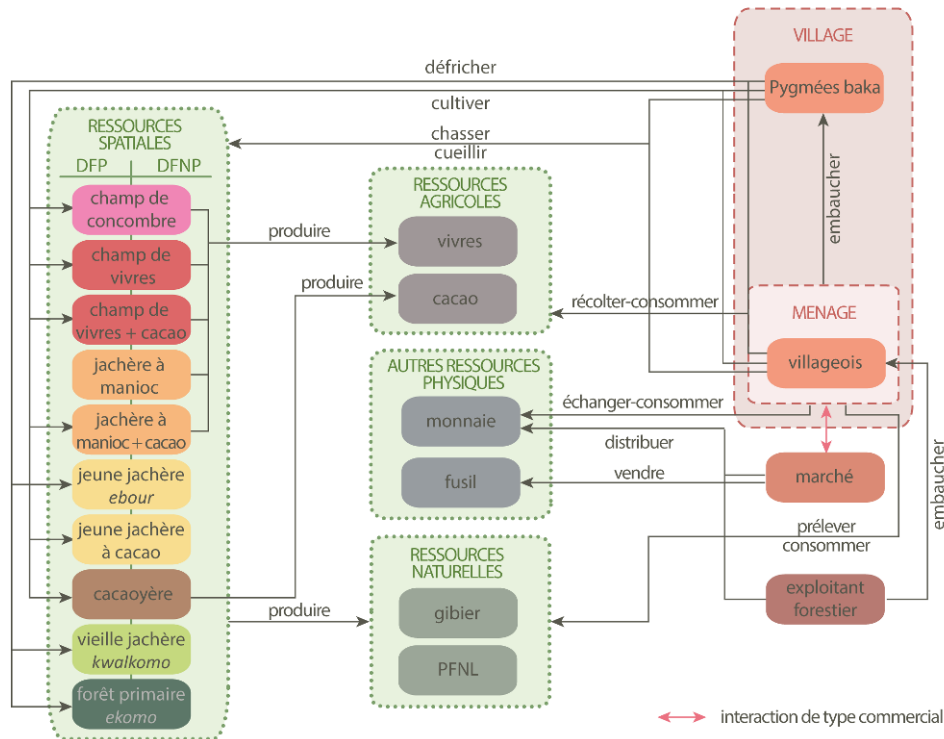 VILLAGE
Pygmées baka
défricher
cultiver
chasser
cueillir
embaucher
RESSOURCES
SPATIALES
DFP
DFNP
champ de
concombre
champ de
vivres
champ de
vivres + cacao
jachère à
manioc
jachère à
manioc + cacao
jeune jachère
ebour
jeune jachère
à cacao
cacaoyère
vieille jachère
kwalkomo
forêt primaire
ekomo
produire
produire
produire
RESSOURCES
AGRICOLES
vivres
cacao
récolter-consommer
MENAGE
villageois
AUTRES RESSOURCES
PHYSIQUES
monnaie
fusil
échanger-consommer
distribuer
vendre
marché
embaucher
prélever
consommer
RESSOURCES
NATURELLES
gibier
PFNL
exploitant
forestier
interaction de type commercial